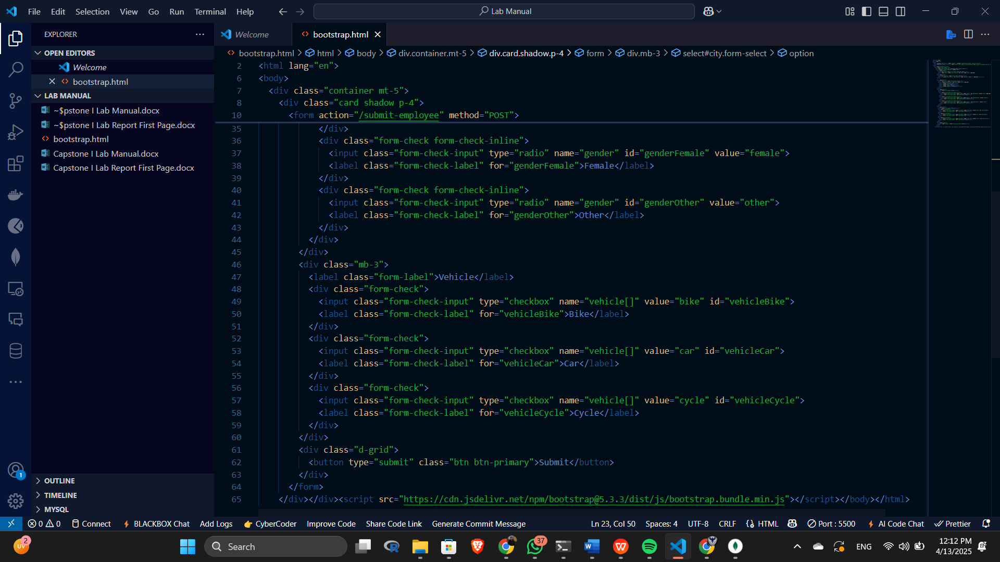 File Edit Selection View Go Run Terminal Help
Lab Manual
EXPLORER
Welcome
bootstrap.html
OPEN EDITORS
Welcome
bootstrap.html
LAB MANUAL
~$pstone I Lab Manual.docx
~$pstone I Lab Report First Page.docx
bootstrap.html
Capstone I Lab Manual.docx
Capstone I Lab Report First Page.docx
OUTLINE
TIMELINE
MYSQL
bootstrap.html > html > body > div.container.mt-5 > div.card.shadow.p-4 > form > div.mb-3 > select#city.form-select > option
2 <html lang="en">
6 <body>
7 <div class="container mt-5">
8 <div class="card shadow p-4">
10 <form action="/submit-employee" method="POST">
35 </div>
36 <div class="form-check form-check-inline">
37 <input class="form-check-input" type="radio" name="gender" id="genderFemale" value="female">
38 <label class="form-check-label" for="genderFemale">Female</label>
39 </div>
40 <div class="form-check form-check-inline">
41 <input class="form-check-input" type="radio" name="gender" id="genderOther" value="other">
42 <label class="form-check-label" for="genderOther">Other</label>
43 </div>
44 </div>
45 </div>
46 <div class="mb-3">
47 <label class="form-label">Vehicle</label>
48 <div class="form-check">
49 <input class="form-check-input" type="checkbox" name="vehicle[]" value="bike" id="vehicleBike">
50 <label class="form-check-label" for="vehicleBike">Bike</label>
51 </div>
52 <div class="form-check">
53 <input class="form-check-input" type="checkbox" name="vehicle[]" value="car" id="vehicleCar">
54 <label class="form-check-label" for="vehicleCar">Car</label>
55 </div>
56 <div class="form-check">
57 <input class="form-check-input" type="checkbox" name="vehicle[]" value="cycle" id="vehicleCycle">
58 <label class="form-check-label" for="vehicleCycle">Cycle</label>
59 </div>
60 </div>
61 <div class="d-grid">
62 <button type="submit" class="btn btn-primary">Submit</button>
63 </div>
64 </form>
65 </div></div><script src="https://cdn.jsdelivr.net/npm/bootstrap@5.3.3/dist/js/bootstrap.bundle.min.js"></script></body></html>
1
0 0 Connect BLACKBOX Chat Add Logs CyberCoder Improve Code Share Code Link Generate Commit Message Ln 23, Col 50 Spaces: 4 UTF-8 CRLF HTML Port : 5500 AI Code Chat Prettier
UV 2
Search
37
ENG
12:12 PM
4/13/2025